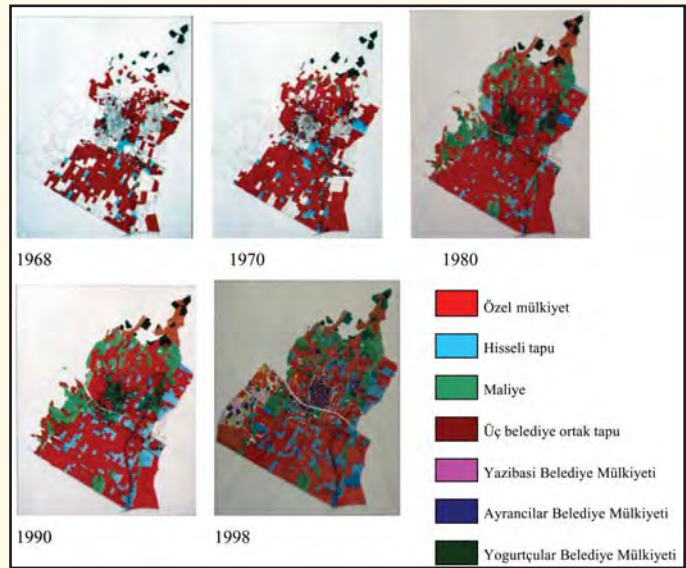 1968
1970
1980
1990
1998
Özel mülkiyet
Hisseli tapu
Maliye
Üç belediye ortak tapu
Yazibasi Belediye Mülkiyeti
Ayrancilar Belediye Mülkiyeti
Yogurtçular Belediye Mülkiyeti